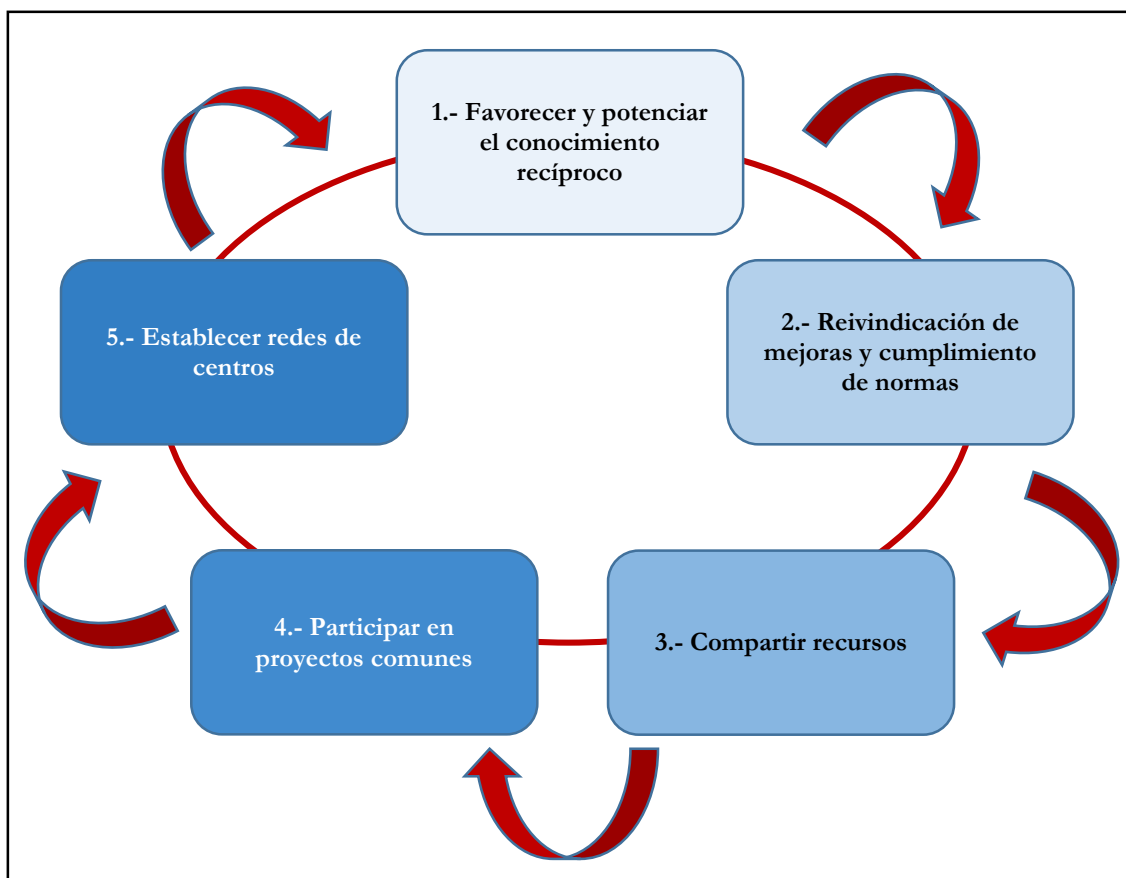 1.- Favorecer y potenciar
el conocimiento
recíproco
2.- Reivindicación de
mejoras y cumplimiento
de normas
3.- Compartir recursos
4.- Participar en
proyectos comunes
5.- Establecer redes de
centros